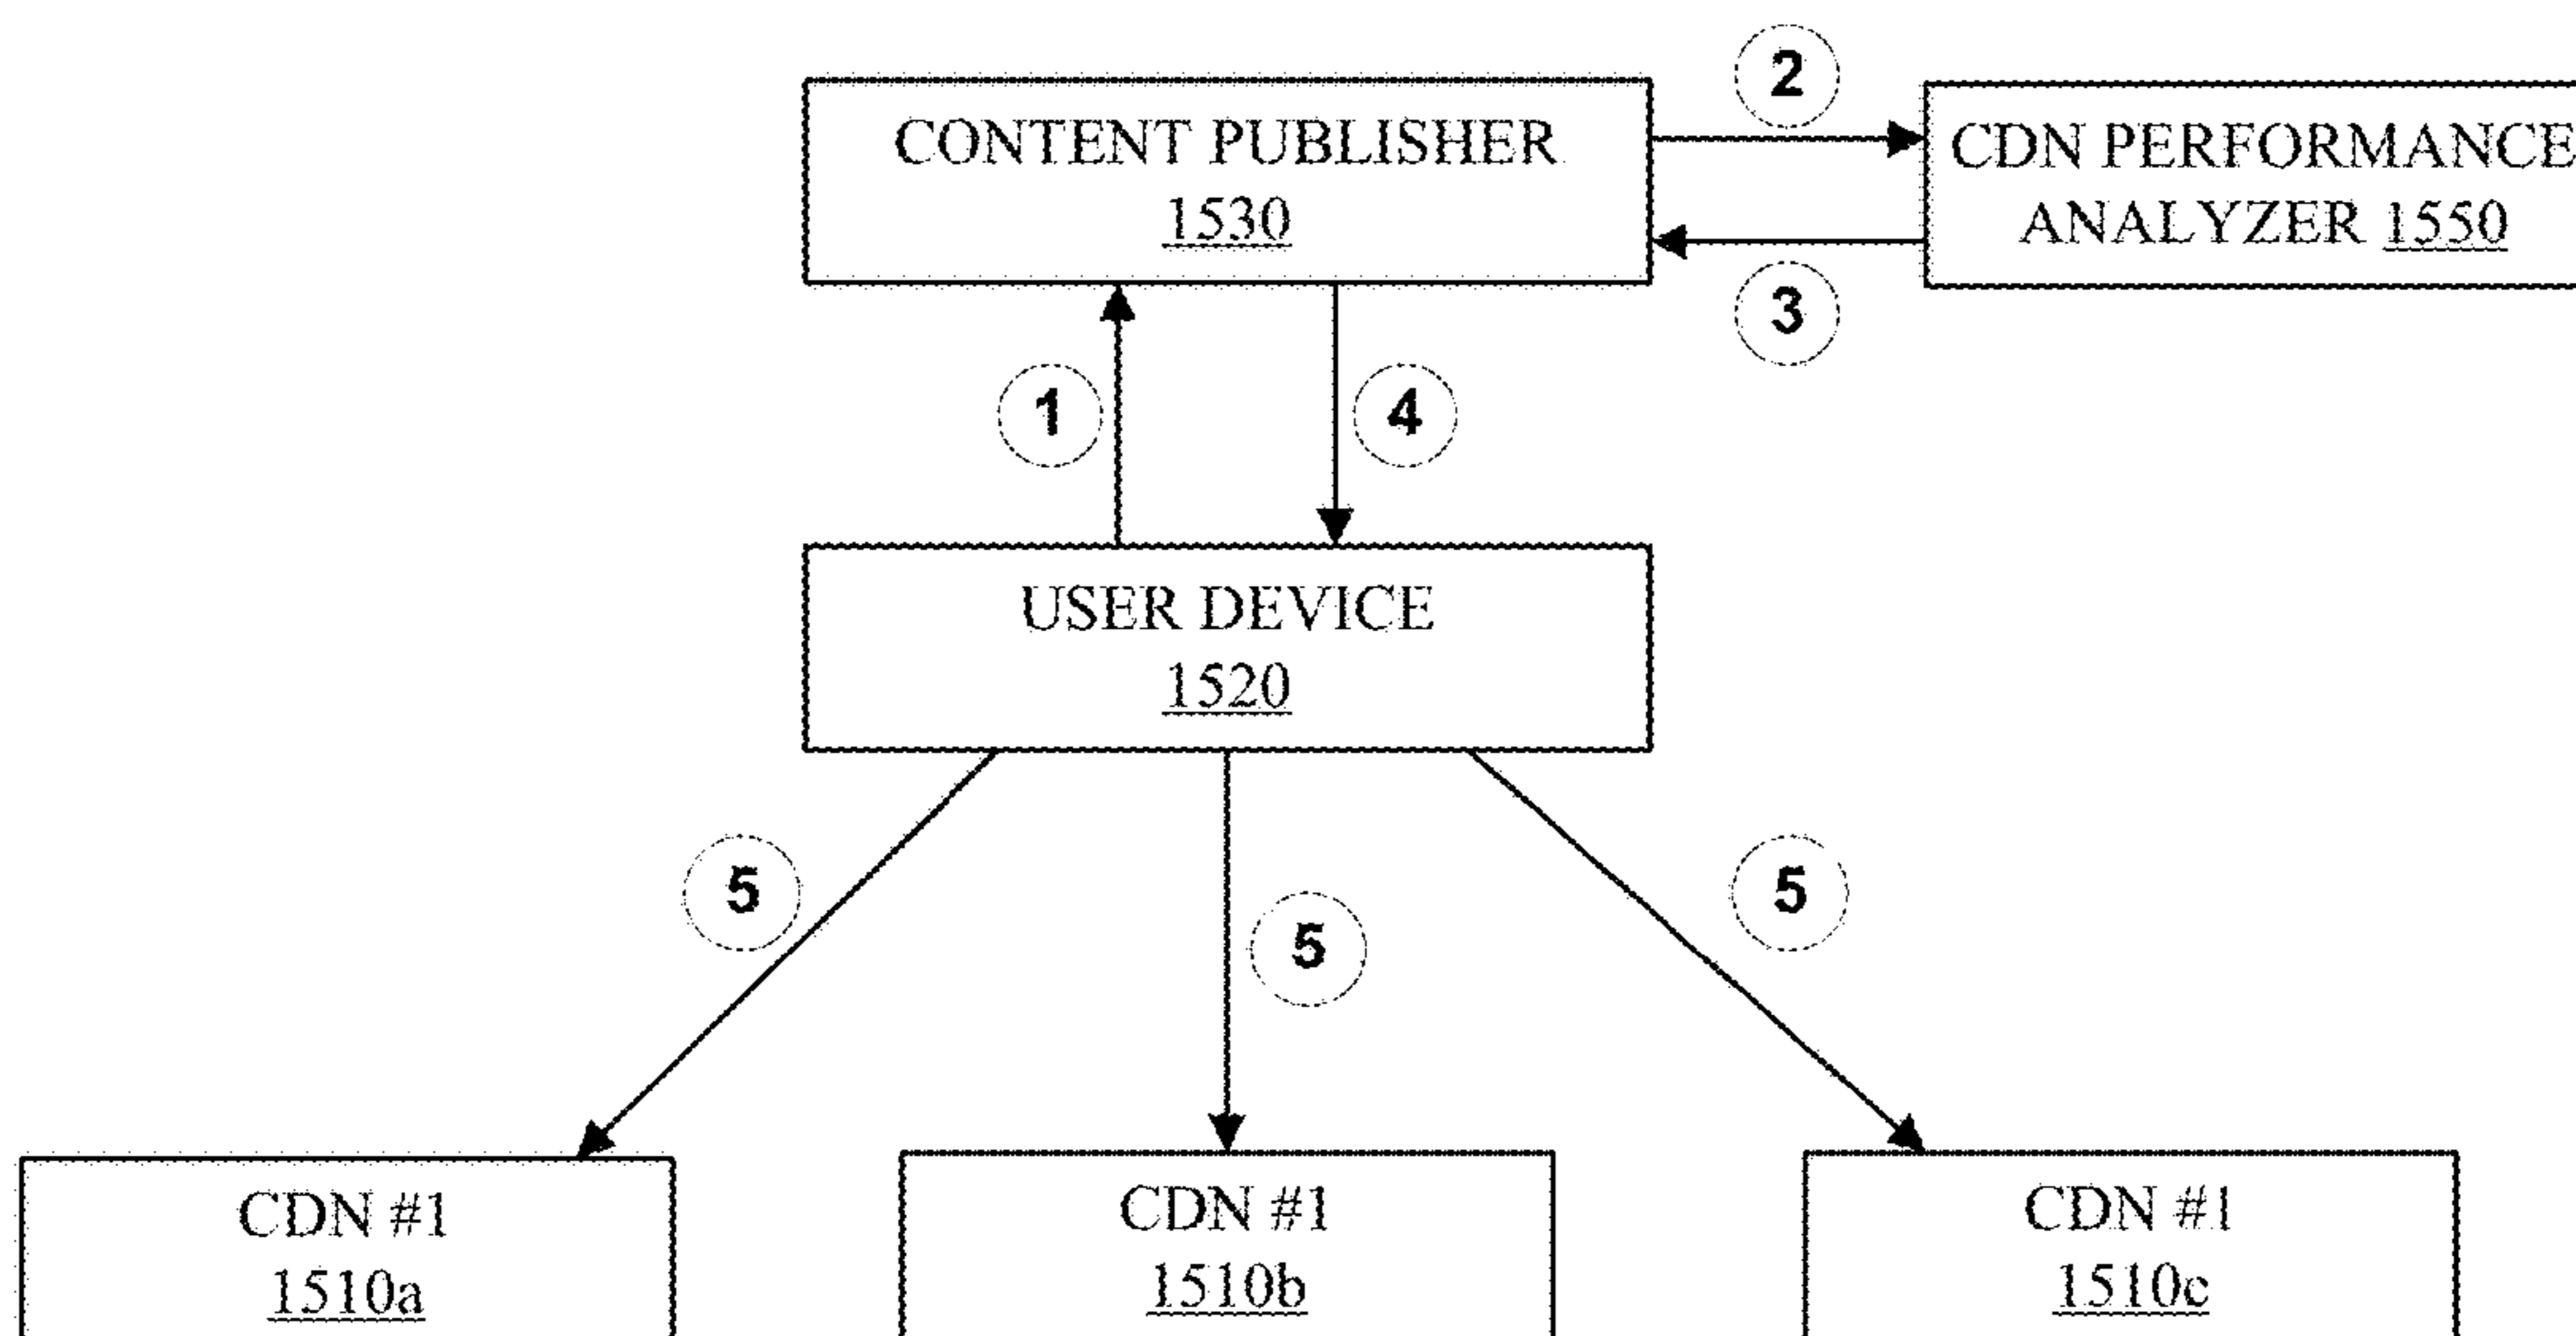 2
CONTENT PUBLISHER
1530
CDN PERFORMANCE
ANALYZER 1550
3
1
4
USER DEVICE
1520
5
5
5
CDN #1
1510a
CDN #1
1510b
CDN #1
1510c